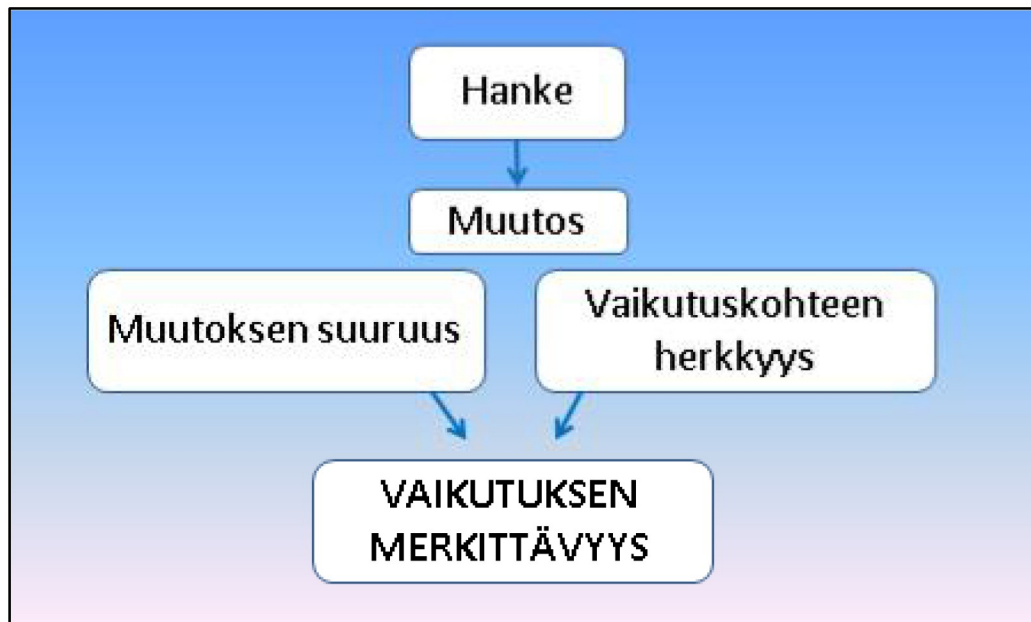 Hanke
Muutos
Muutoksen suuruus
Vaikutuskohteen
herkkyys
VAIKUTUKSEN
MERKITTÄVYYS